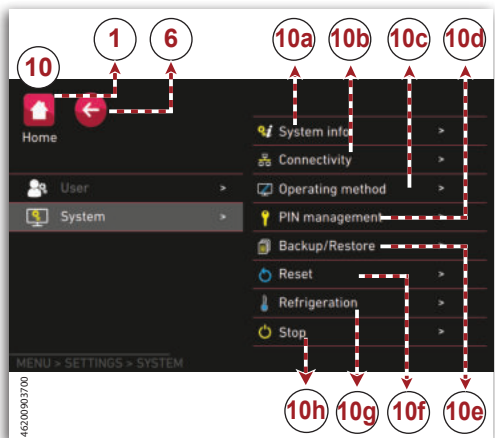 10
1
6
10a
10b
10c
10d
Home
System info >
Connectivity >
User >
Operating method >
System >
PIN management >
Backup/Restore >
Reset >
Refrigeration >
Stop >
MENU > SETTINGS > SYSTEM
10h
10g
10f
10e
46200903700